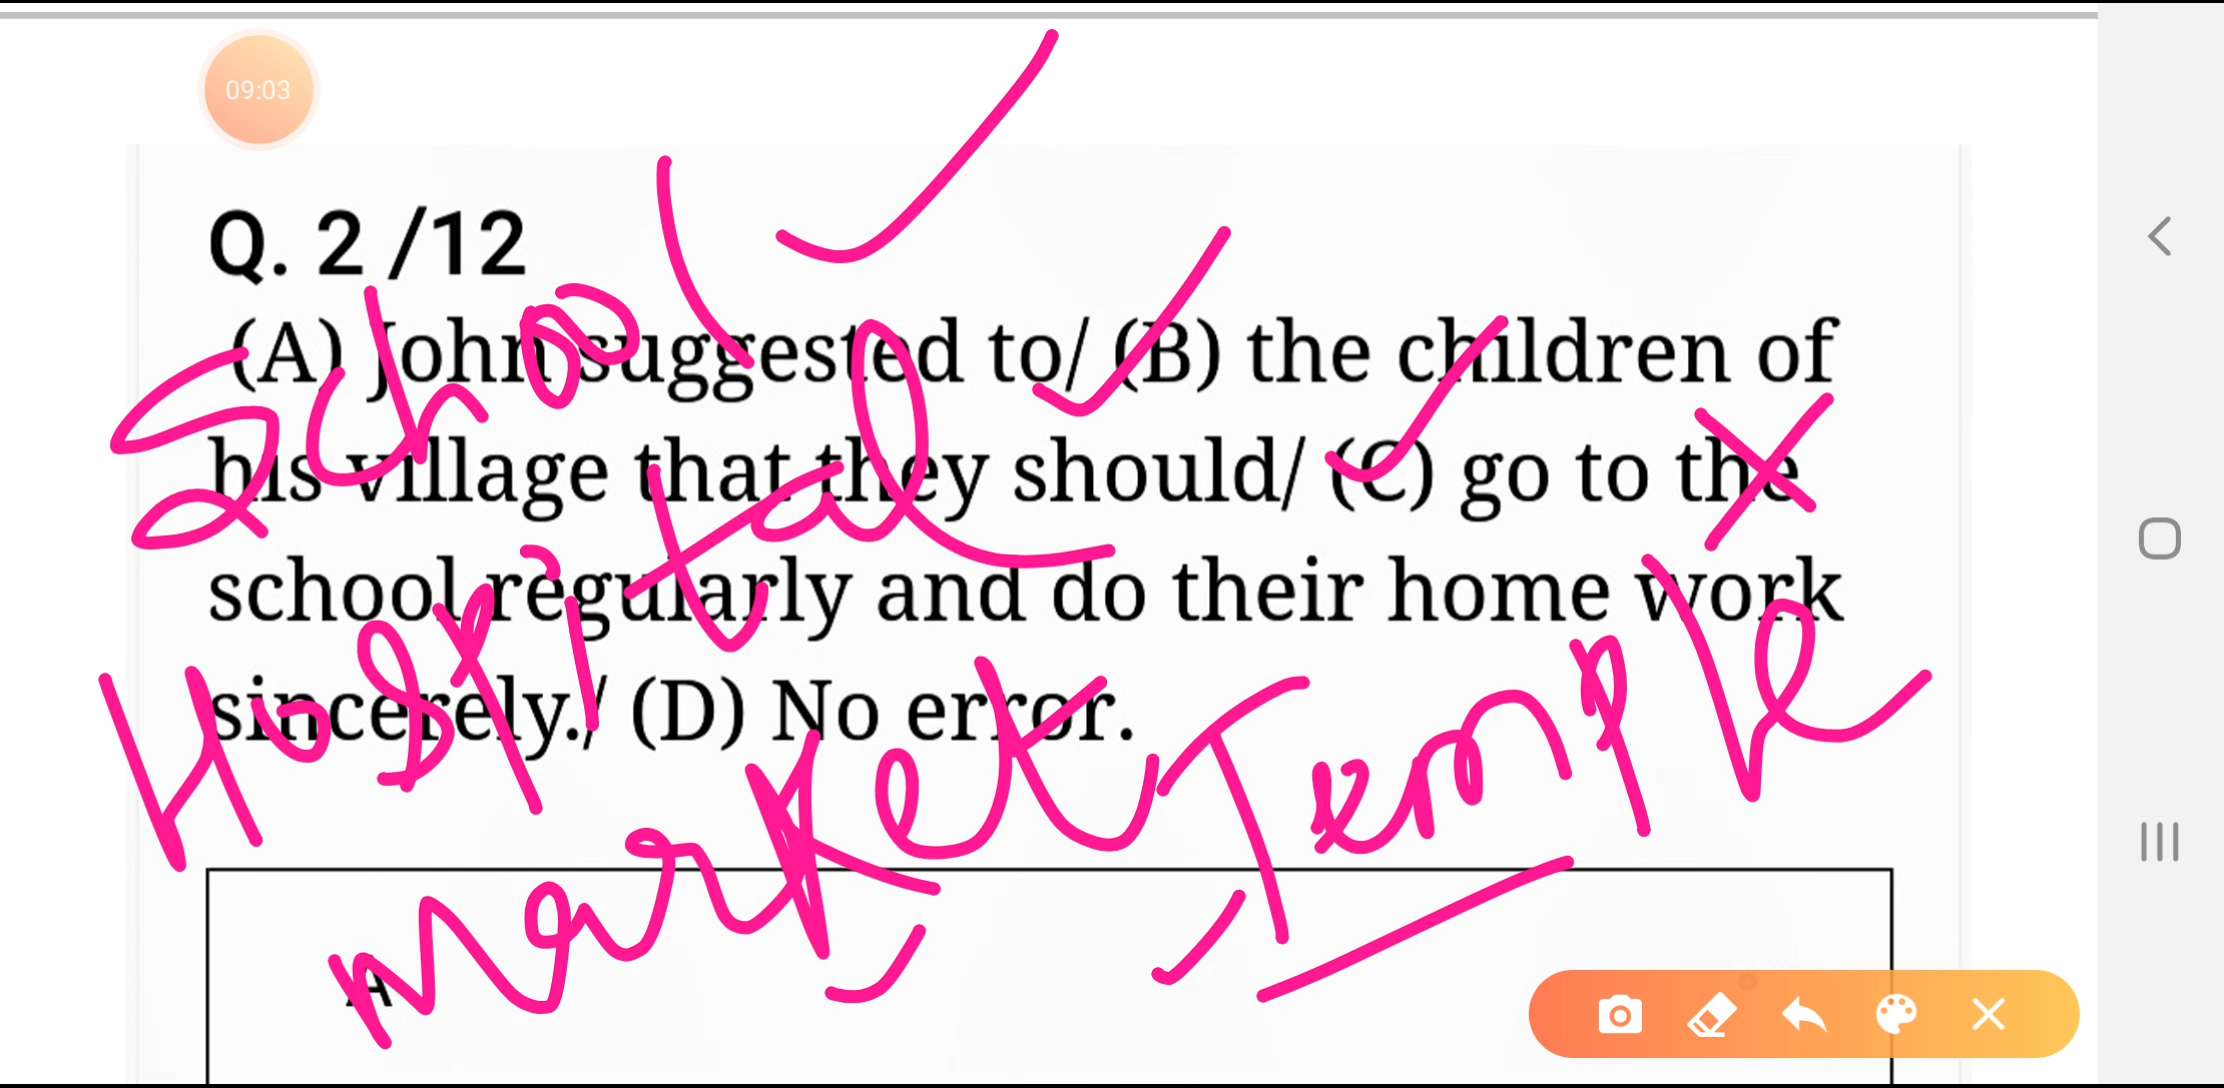 09:03
Q. 2 /12
(A) John suggested to/ (B) the children of
his village that they should/ (C) go to the
school regularly and do their home work
sincerely./ (D) No error.
School
Hospital
Market, Temple
A